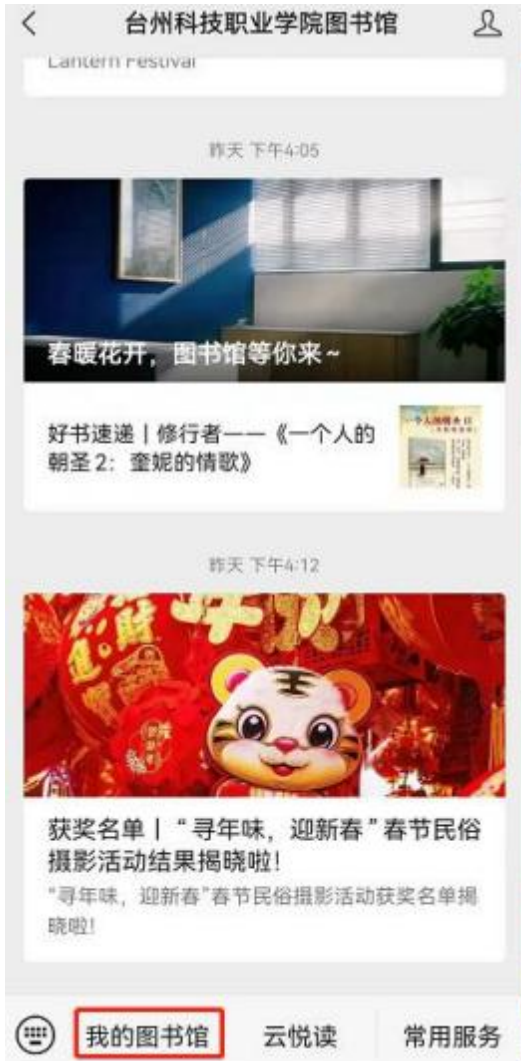 台州科技职业学院图书馆
Lantern Festival
昨天 下午4:05
春暖花开，图书馆等你来~
好书速递丨修行者——《一个人的
朝圣2：奎妮的情歌》
昨天 下午4:12
获奖名单丨“寻年味，迎新春”春节民俗
摄影活动结果揭晓啦！
“寻年味，迎新春”春节民俗摄影活动获奖名单揭
晓啦！
我的图书馆
云悦读
常用服务